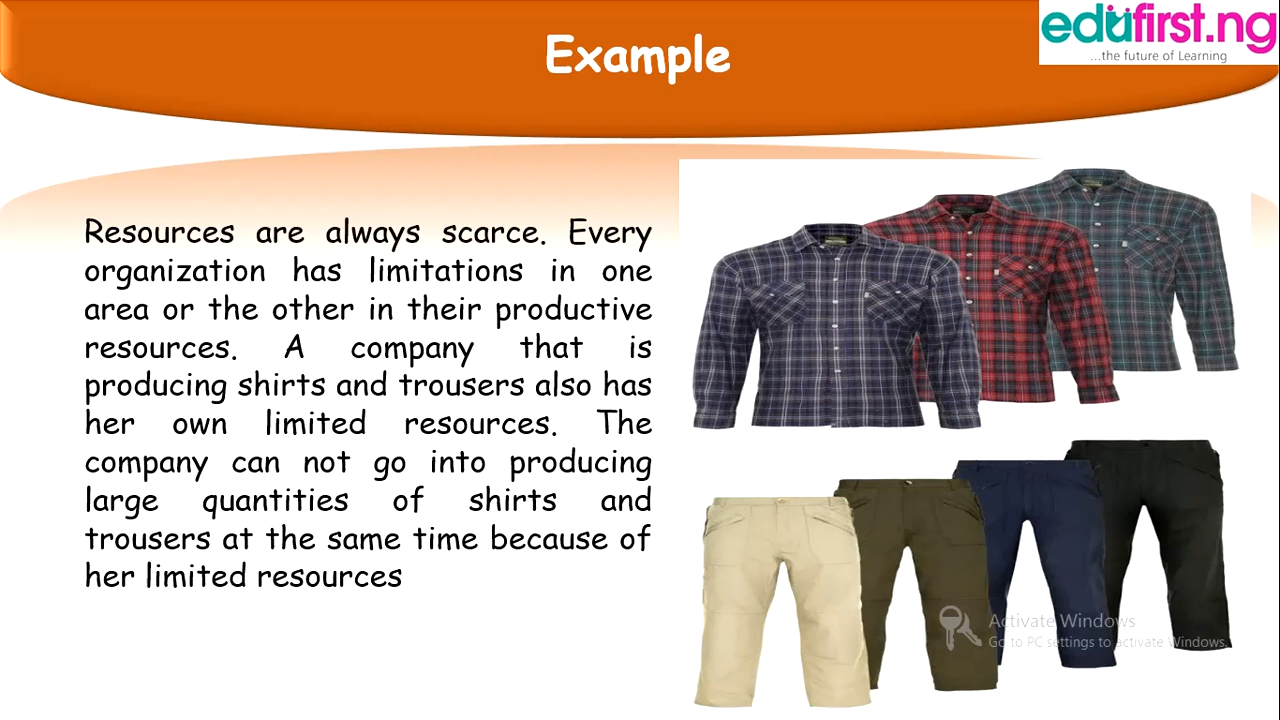 Example
edufirst.ng
...the future of Learning
Resources are always scarce. Every
organization has limitations in one
area or the other in their productive
resources. A company that is
producing shirts and trousers also has
her own limited resources. The
company can not go into producing
large quantities of shirts and
trousers at the same time because of
her limited resources
Activate Windows
Go to PC settings to activate Windows.